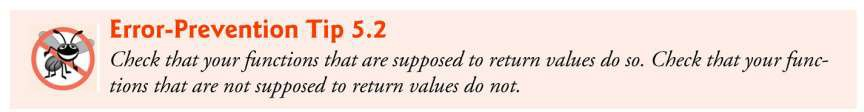 Error-Prevention Tip 5.2
Check that your functions that are supposed to return values do so. Check that your func-
tions that are not supposed to return values do not.